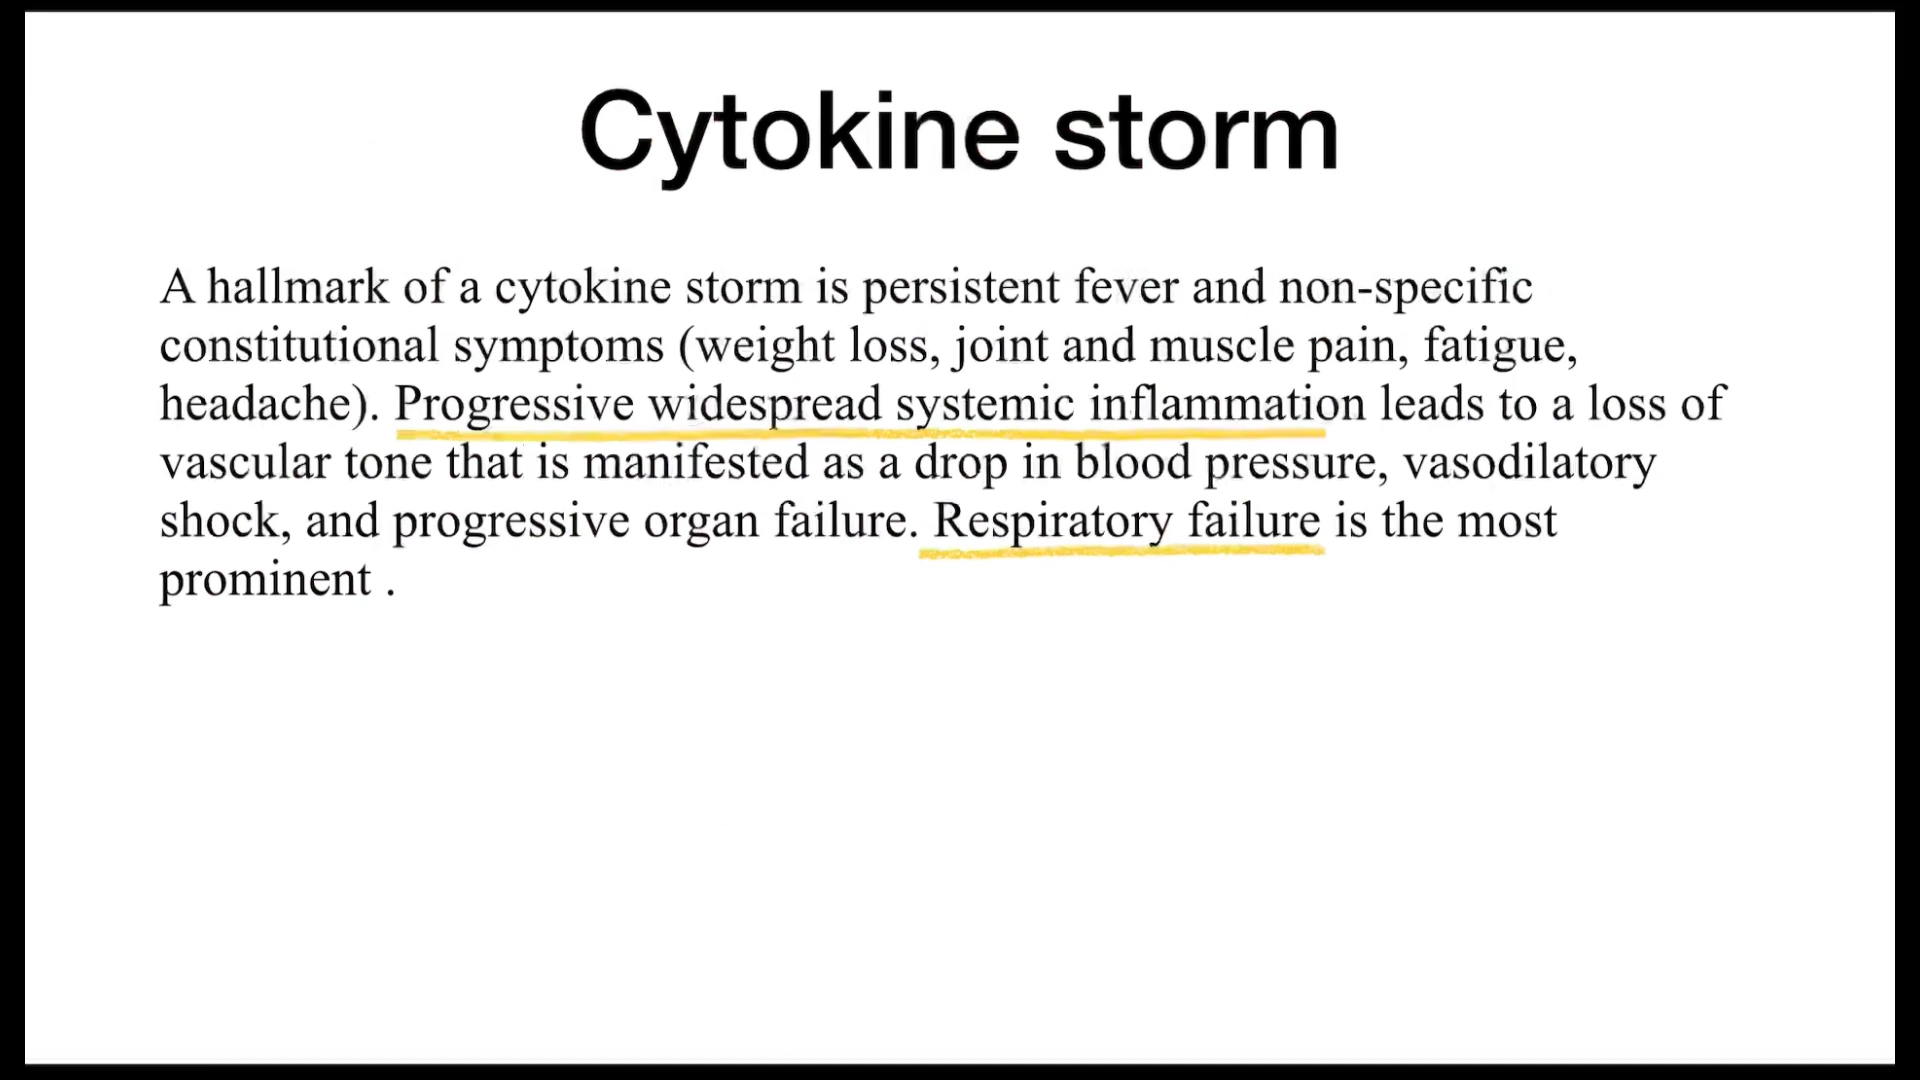 Cytokine storm
A hallmark of a cytokine storm is persistent fever and non-specific
constitutional symptoms (weight loss, joint and muscle pain, fatigue,
headache). Progressive widespread systemic inflammation leads to a loss of
vascular tone that is manifested as a drop in blood pressure, vasodilatory
shock, and progressive organ failure. Respiratory failure is the most
prominent .